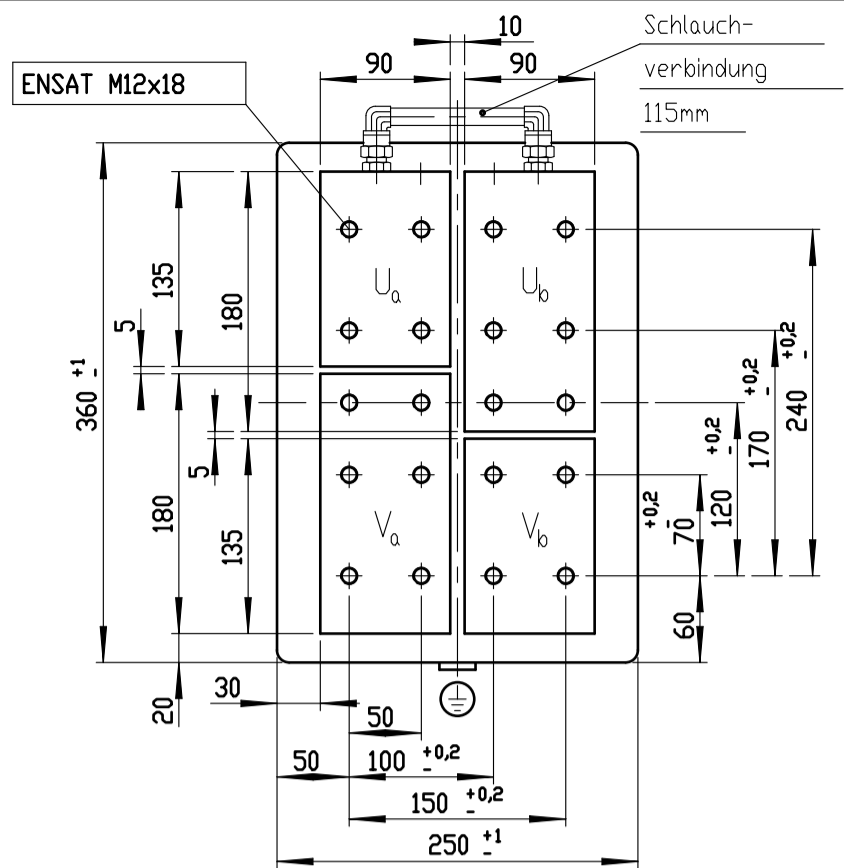 10
Schlauch-
90
90
verbindung
ENSAT M12x18
115mm
135
180
Ua
Ub
5
360 ±1
240 ±0,2
170 ±0,2
120 ±0,2
70 ±0,2
5
180
135
Va
Vb
60
20
30
50
50
100 ±0,2
150 ±0,2
250 ±1